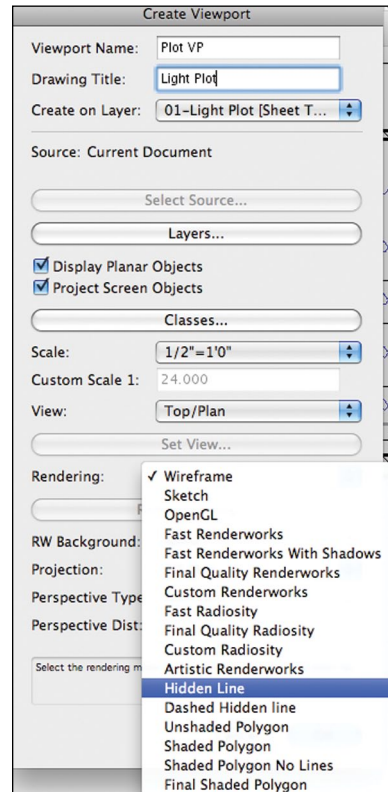 Create Viewport
Viewport Name: Plot VP
Drawing Title: Light Plot
Create on Layer: 01-Light Plot [Sheet T...
Source: Current Document
Select Source...
Layers...
Display Planar Objects
Project Screen Objects
Classes...
Scale: 1/2"=1'0"
Custom Scale 1: 24.000
View: Top/Plan
Set View...
Rendering: ✓ Wireframe
Sketch
OpenGL
R Fast Renderworks
RW Background: Fast Renderworks With Shadows
Projection: Final Quality Renderworks
Custom Renderworks
Perspective Type Fast Radiosity
Final Quality Radiosity
Perspective Dist: Custom Radiosity
Select the rendering m Artistic Renderworks
Hidden Line
Dashed Hidden line
Unshaded Polygon
Shaded Polygon
Shaded Polygon No Lines
Final Shaded Polygon